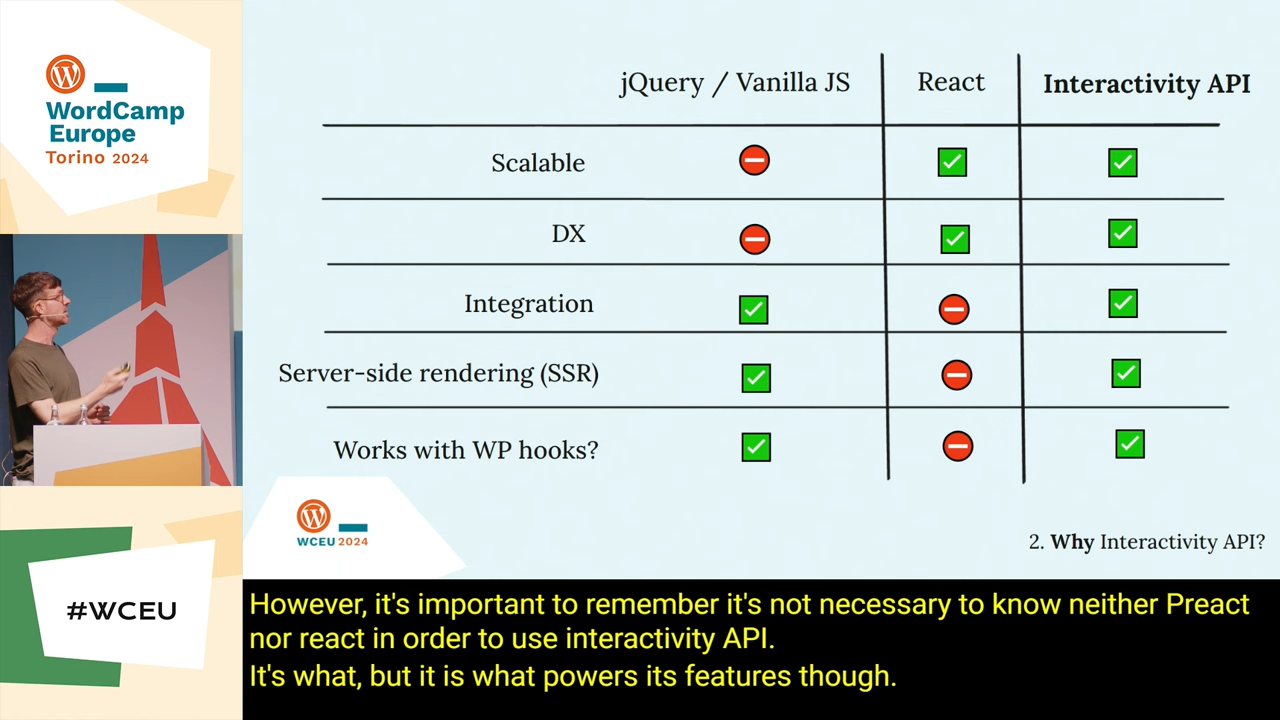 WordCamp
Europe
Torino 2024
jQuery / Vanilla JS
React
Interactivity API
Scalable
DX
Integration
Server-side rendering (SSR)
Works with WP hooks?
WCEU 2024
2. Why Interactivity API?
#WCEU
However, it's important to remember it's not necessary to know neither Preact
nor react in order to use interactivity API.
It's what, but it is what powers its features though.